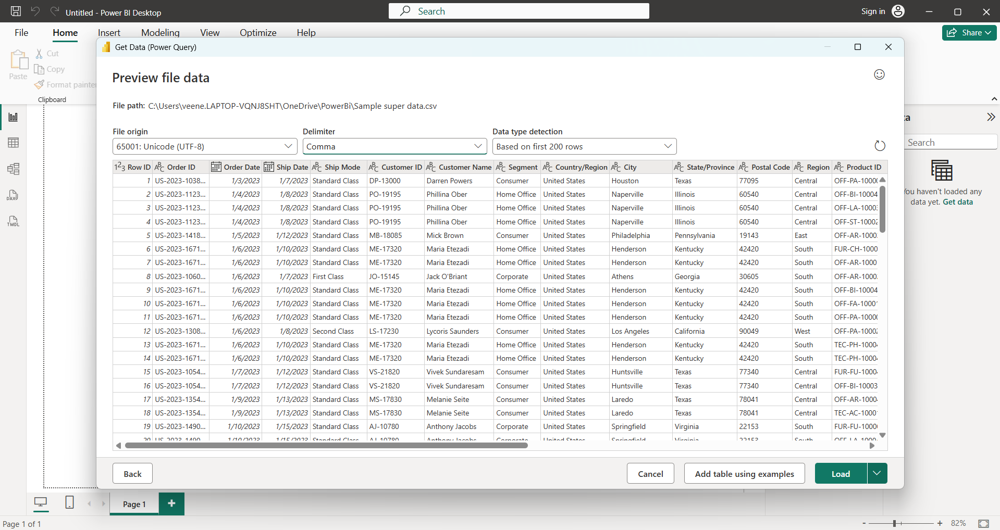 Untitled - Power BI Desktop
Search
Sign in
File Home Insert Modeling View Optimize Help
Share
Paste
Cut
Copy
Format painter
Clipboard
Get Data (Power Query)
Preview file data
File path: C:\Users\veene.LAPTOP-VQNJ8SHT\OneDrive\PowerBi\Sample super data.csv
File origin Delimiter Data type detection
65001: Unicode (UTF-8) Comma Based on first 200 rows
Row ID Order ID Order Date Ship Date Ship Mode Customer ID Customer Name Segment Country/Region City State/Province Postal Code Region Product ID
1 US-2023-1038... 1/3/2023 1/7/2023 Standard Class DP-13000 Darren Powers Consumer United States Houston Texas 77095 Central OFF-PA-1000
2 US-2023-1123... 1/4/2023 1/8/2023 Standard Class PO-19195 Phillina Ober Home Office United States Naperville Illinois 60540 Central OFF-BI-10004
3 US-2023-1123... 1/4/2023 1/8/2023 Standard Class PO-19195 Phillina Ober Home Office United States Naperville Illinois 60540 Central OFF-LA-1000
4 US-2023-1123... 1/4/2023 1/8/2023 Standard Class PO-19195 Phillina Ober Home Office United States Naperville Illinois 60540 Central OFF-ST-1000
5 US-2023-1418... 1/5/2023 1/12/2023 Standard Class MB-18085 Mick Brown Consumer United States Philadelphia Pennsylvania 19143 East OFF-AR-1000
6 US-2023-1671... 1/6/2023 1/10/2023 Standard Class ME-17320 Maria Etezadi Home Office United States Henderson Kentucky 42420 South FUR-CH-1000
7 US-2023-1671... 1/6/2023 1/10/2023 Standard Class ME-17320 Maria Etezadi Home Office United States Henderson Kentucky 42420 South OFF-AR-1000
8 US-2023-1060... 1/6/2023 1/7/2023 First Class JO-15145 Jack O'Briant Corporate United States Athens Georgia 30605 South OFF-AR-1000
9 US-2023-1671... 1/6/2023 1/10/2023 Standard Class ME-17320 Maria Etezadi Home Office United States Henderson Kentucky 42420 South OFF-BI-10004
10 US-2023-1671... 1/6/2023 1/10/2023 Standard Class ME-17320 Maria Etezadi Home Office United States Henderson Kentucky 42420 South OFF-FA-1000
11 US-2023-1671... 1/6/2023 1/10/2023 Standard Class ME-17320 Maria Etezadi Home Office United States Henderson Kentucky 42420 South OFF-PA-1000
12 US-2023-1308... 1/6/2023 1/8/2023 Second Class LS-17230 Lycoris Saunders Consumer United States Los Angeles California 90049 West OFF-PA-1000
13 US-2023-1671... 1/6/2023 1/10/2023 Standard Class ME-17320 Maria Etezadi Home Office United States Henderson Kentucky 42420 South TEC-PH-1000
14 US-2023-1671... 1/6/2023 1/10/2023 Standard Class ME-17320 Maria Etezadi Home Office United States Henderson Kentucky 42420 South TEC-PH-1000
15 US-2023-1054... 1/7/2023 1/12/2023 Standard Class VS-21820 Vivek Sundaresam Consumer United States Huntsville Texas 77340 Central FUR-FU-1000
16 US-2023-1054... 1/7/2023 1/12/2023 Standard Class VS-21820 Vivek Sundaresam Consumer United States Huntsville Texas 77340 Central OFF-BI-10003
17 US-2023-1354... 1/9/2023 1/13/2023 Standard Class MS-17830 Melanie Seite Consumer United States Laredo Texas 78041 Central OFF-AR-1000
18 US-2023-1354... 1/9/2023 1/13/2023 Standard Class MS-17830 Melanie Seite Consumer United States Laredo Texas 78041 Central TEC-AC-1000
19 US-2023-1490... 1/10/2023 1/15/2023 Standard Class AJ-10780 Anthony Jacobs Corporate United States Springfield Virginia 22153 South FUR-FU-1000
20 US-2023-1490... 1/10/2023 1/15/2023 Standard Class AJ-10780 Anthony Jacobs Corporate United States Springfield Virginia 22153 South
Back Cancel Add table using examples Load
ta
Search
You haven't loaded any
data yet. Get data
DAX
TMDL
Page 1 +
Page 1 of 1
- + 82%